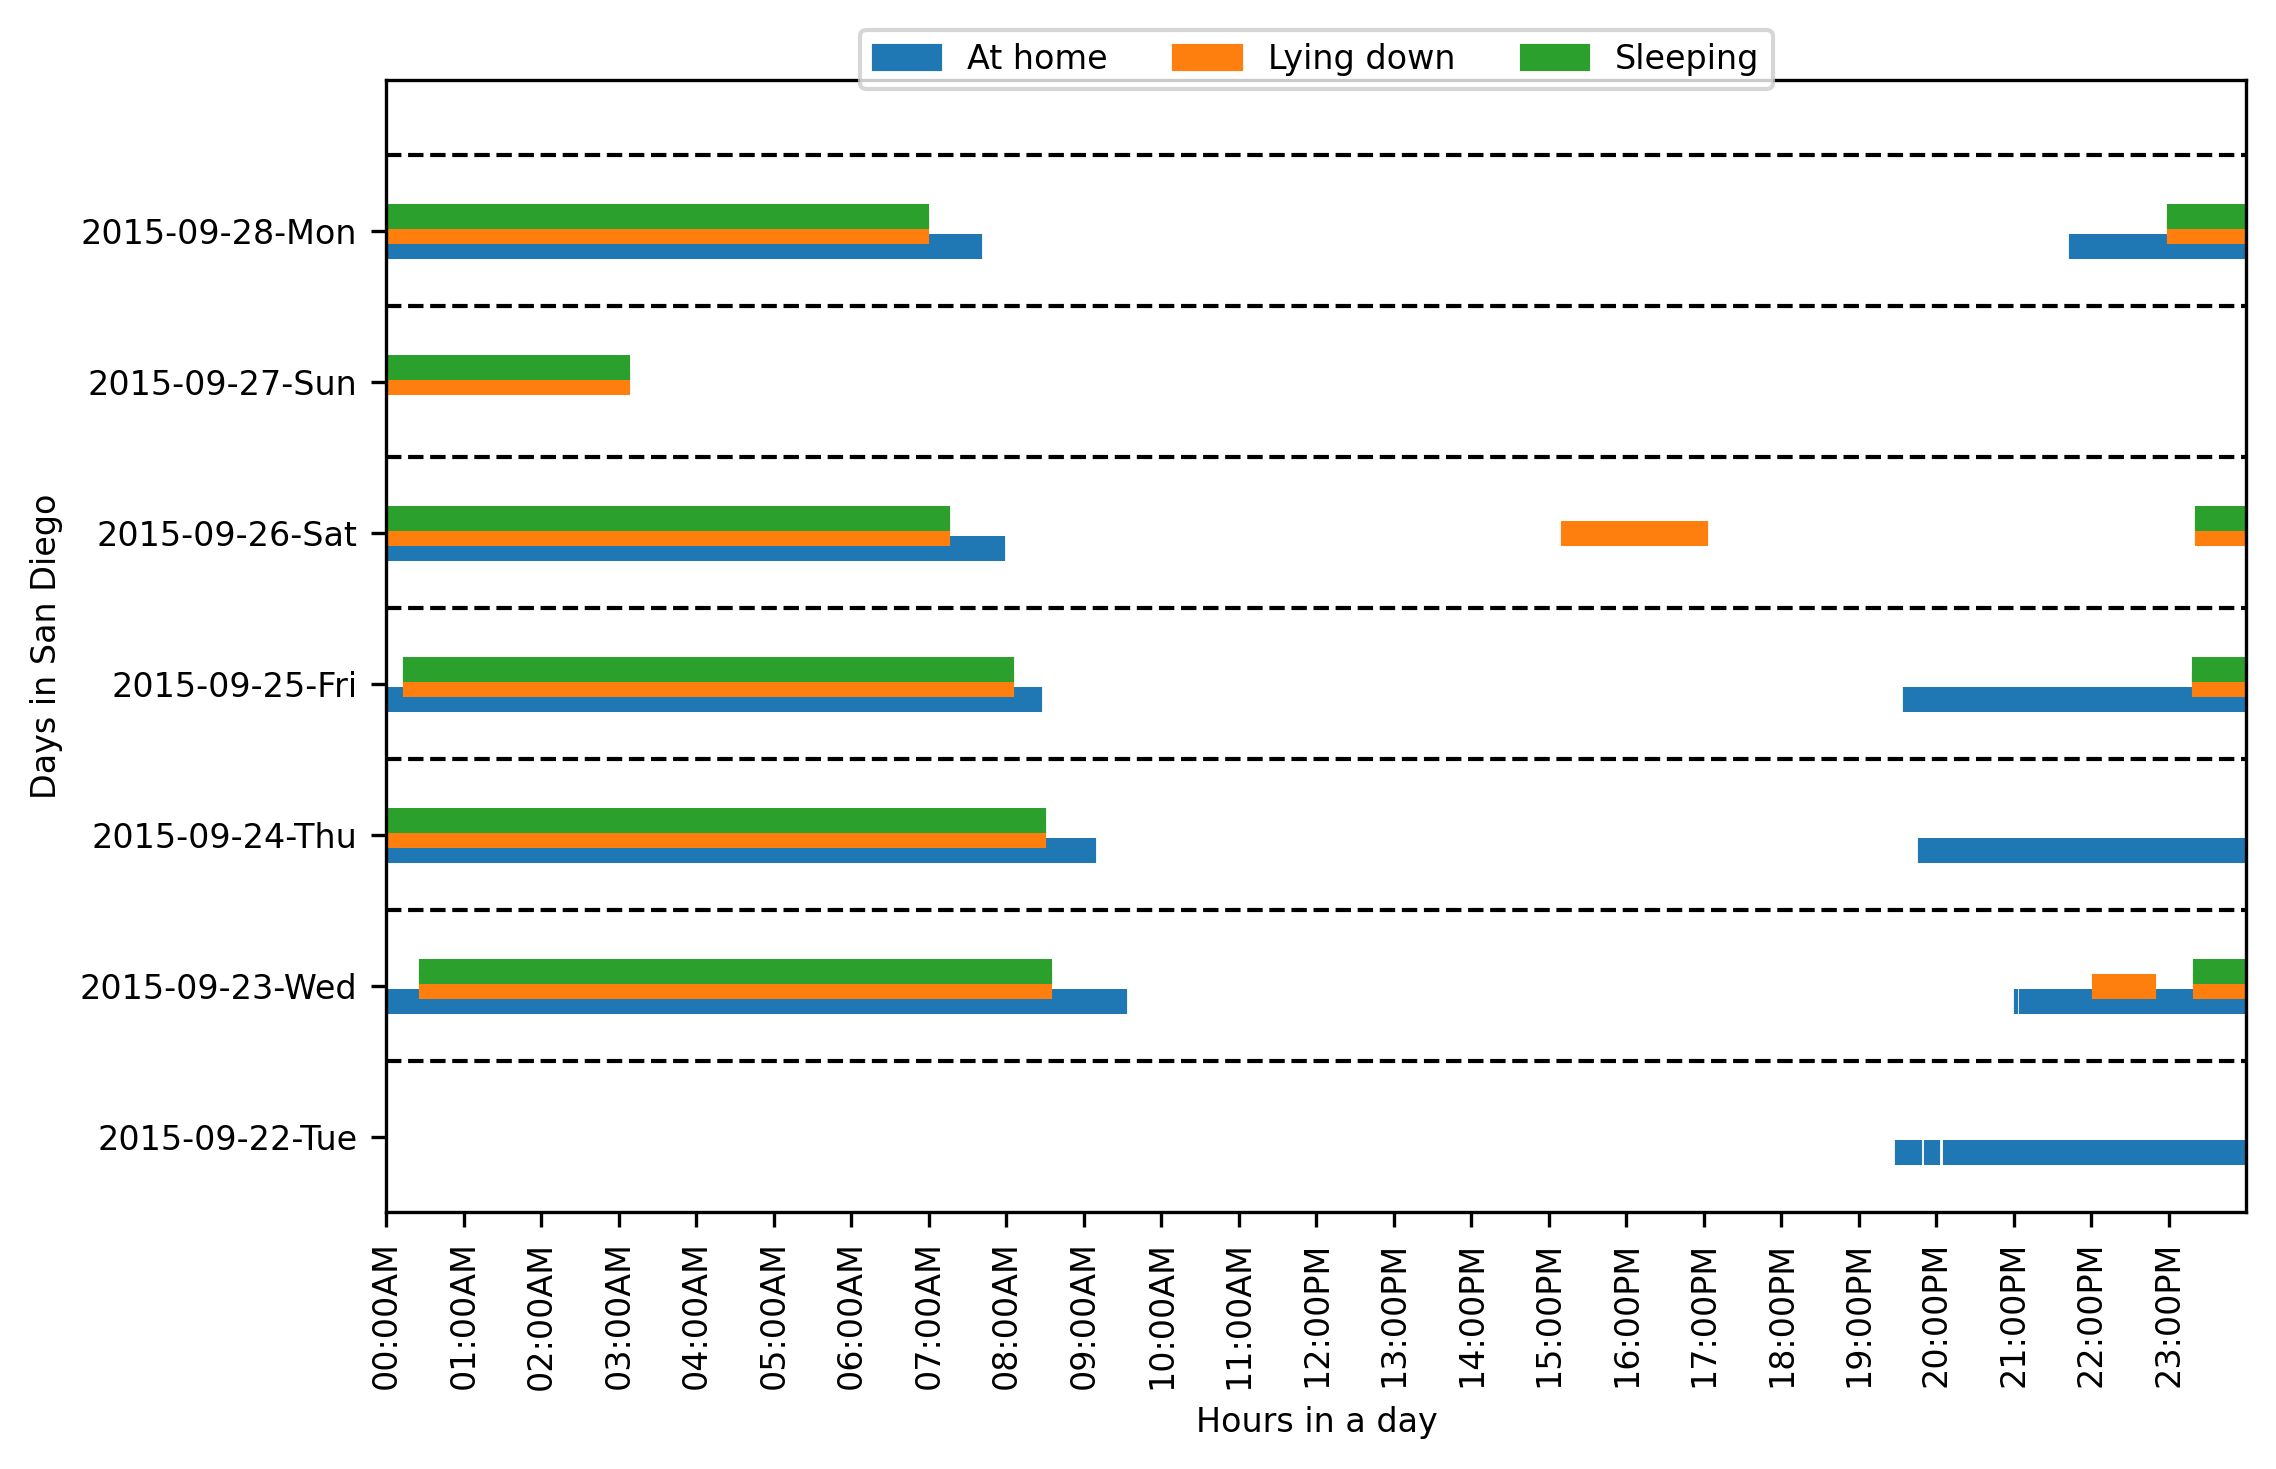 At home Lying down Sleeping
2015-09-28-Mon
2015-09-27-Sun
2015-09-26-Sat
2015-09-25-Fri
2015-09-24-Thu
2015-09-23-Wed
2015-09-22-Tue
Days in San Diego
00:00AM
01:00AM
02:00AM
03:00AM
04:00AM
05:00AM
06:00AM
07:00AM
08:00AM
09:00AM
10:00AM
11:00AM
12:00PM
13:00PM
14:00PM
15:00PM
16:00PM
17:00PM
18:00PM
19:00PM
20:00PM
21:00PM
22:00PM
23:00PM
Hours in a day